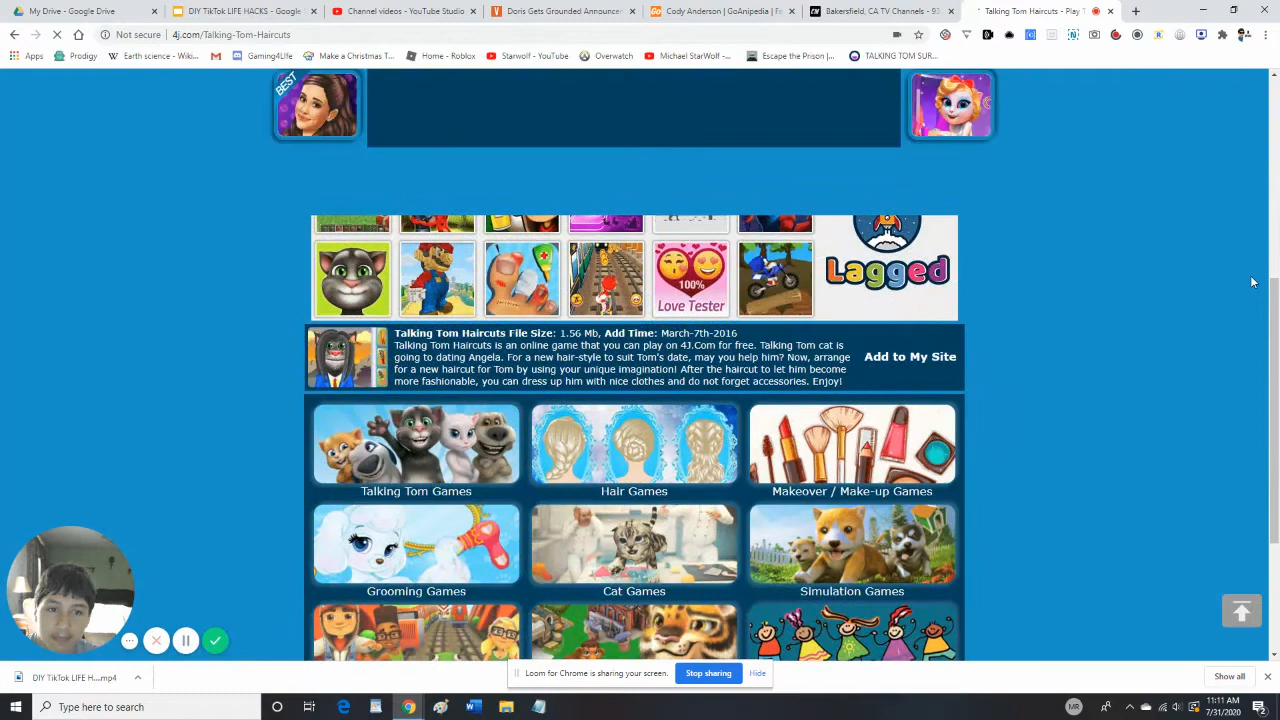 My Drive - Google Drive
DIY TikTok LIFE HACKS - Google
Channel videos - YouTube Studio
Doris Gets Grounded Announcer
Cody Anderson | GoAnipedia | Fa
Bakersfield, CA TV Channels - 93
Talking Tom Haircuts - Play T
Not secure | 4j.com/Talking-Tom-Haircuts
Apps
Prodigy
Earth science - Wiki...
Gaming4LIfe
Make a Christmas T...
Home - Roblox
Starwolf - YouTube
Overwatch
Michael StarWolf -...
Escape the Prison |...
TALKING TOM SUR...
BEST
100%
Love Tester
Lagged
Talking Tom Haircuts File Size: 1.56 Mb, Add Time: March-7th-2016
Talking Tom Haircuts is an online game that you can play on 4J.Com for free. Talking Tom cat is
going to dating Angela. For a new hair-style to suit Tom's date, may you help him? Now, arrange
for a new haircut for Tom by using your unique imagination! After the haircut to let him become
more fashionable, you can dress up him with nice clothes and do not forget accessories. Enjoy!
Add to My Site
Talking Tom Games
Hair Games
Makeover / Make-up Games
Grooming Games
Cat Games
Simulation Games
DIY TikTok LIFE H....mp4
Loom for Chrome is sharing your screen.
Stop sharing
Hide
Show all
Type here to search
MR
11:11 AM
7/31/2020
2